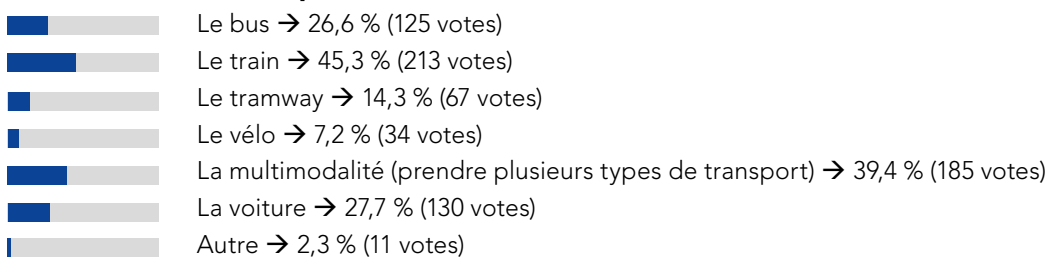 Le bus → 26,6 % (125 votes)
Le train → 45,3 % (213 votes)
Le tramway → 14,3 % (67 votes)
Le vélo → 7,2 % (34 votes)
La multimodalité (prendre plusieurs types de transport) → 39,4 % (185 votes)
La voiture → 27,7 % (130 votes)
Autre → 2,3 % (11 votes)